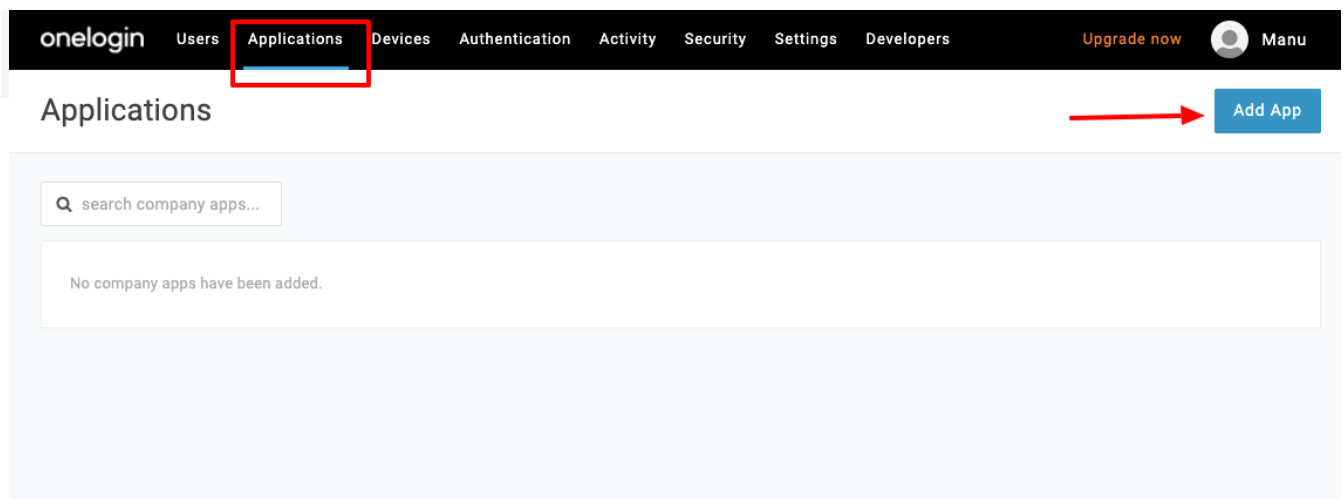 onelogin Users Applications Devices Authentication Activity Security Settings Developers Upgrade now Manu
Applications
Add App
search company apps...
No company apps have been added.